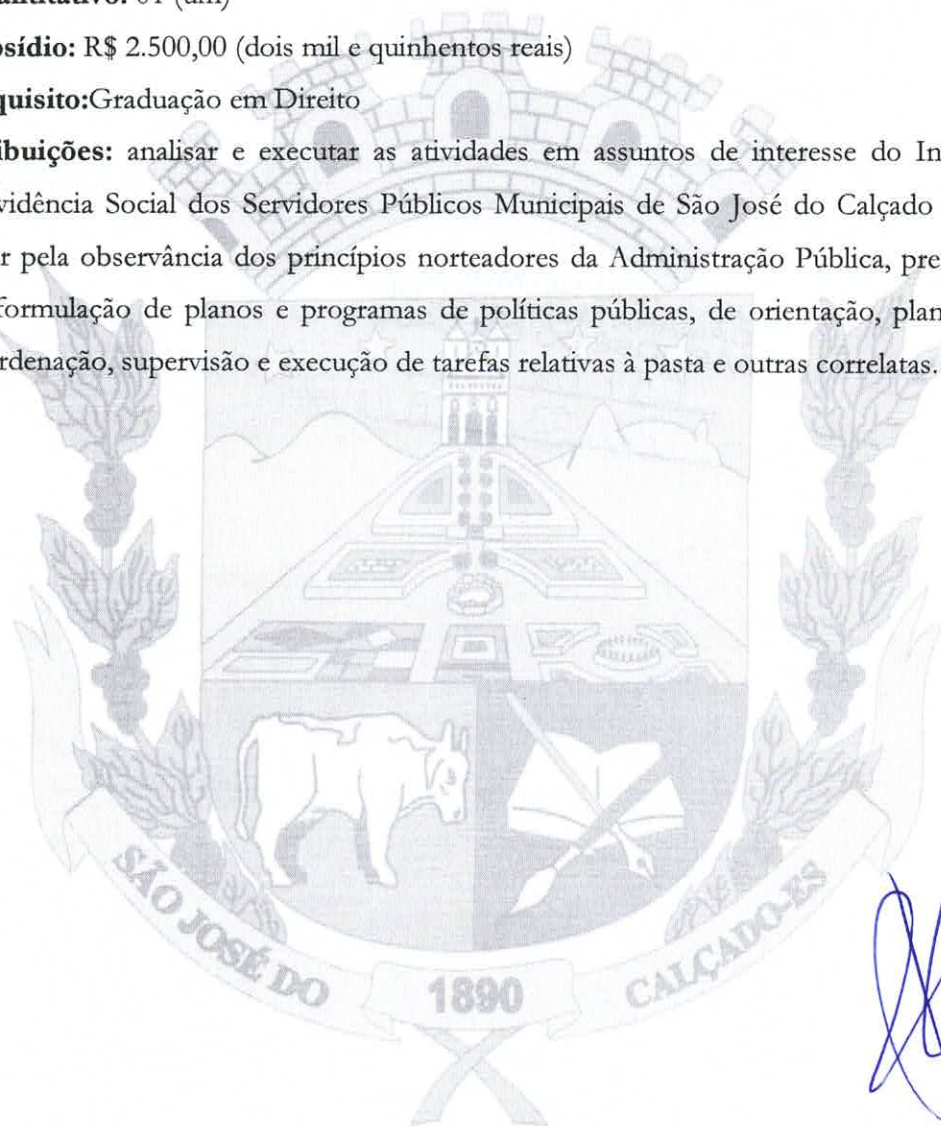 R$ 2.500,00 (dois mil e quinhentos reais)
Graduação em Direito
analisar e executar as atividades em assuntos de interesse do
Social dos Servidores Públicos Municipais de São José do Calçado
pela observância dos princípios norteadores da Administração Pública,
formulação de planos e programas de políticas públicas, de orientação,
supervisão e execução de tarefas relativas à pasta e outras correlatas.
SÃO JOSÉ DO
1890
CALÇADO-ES